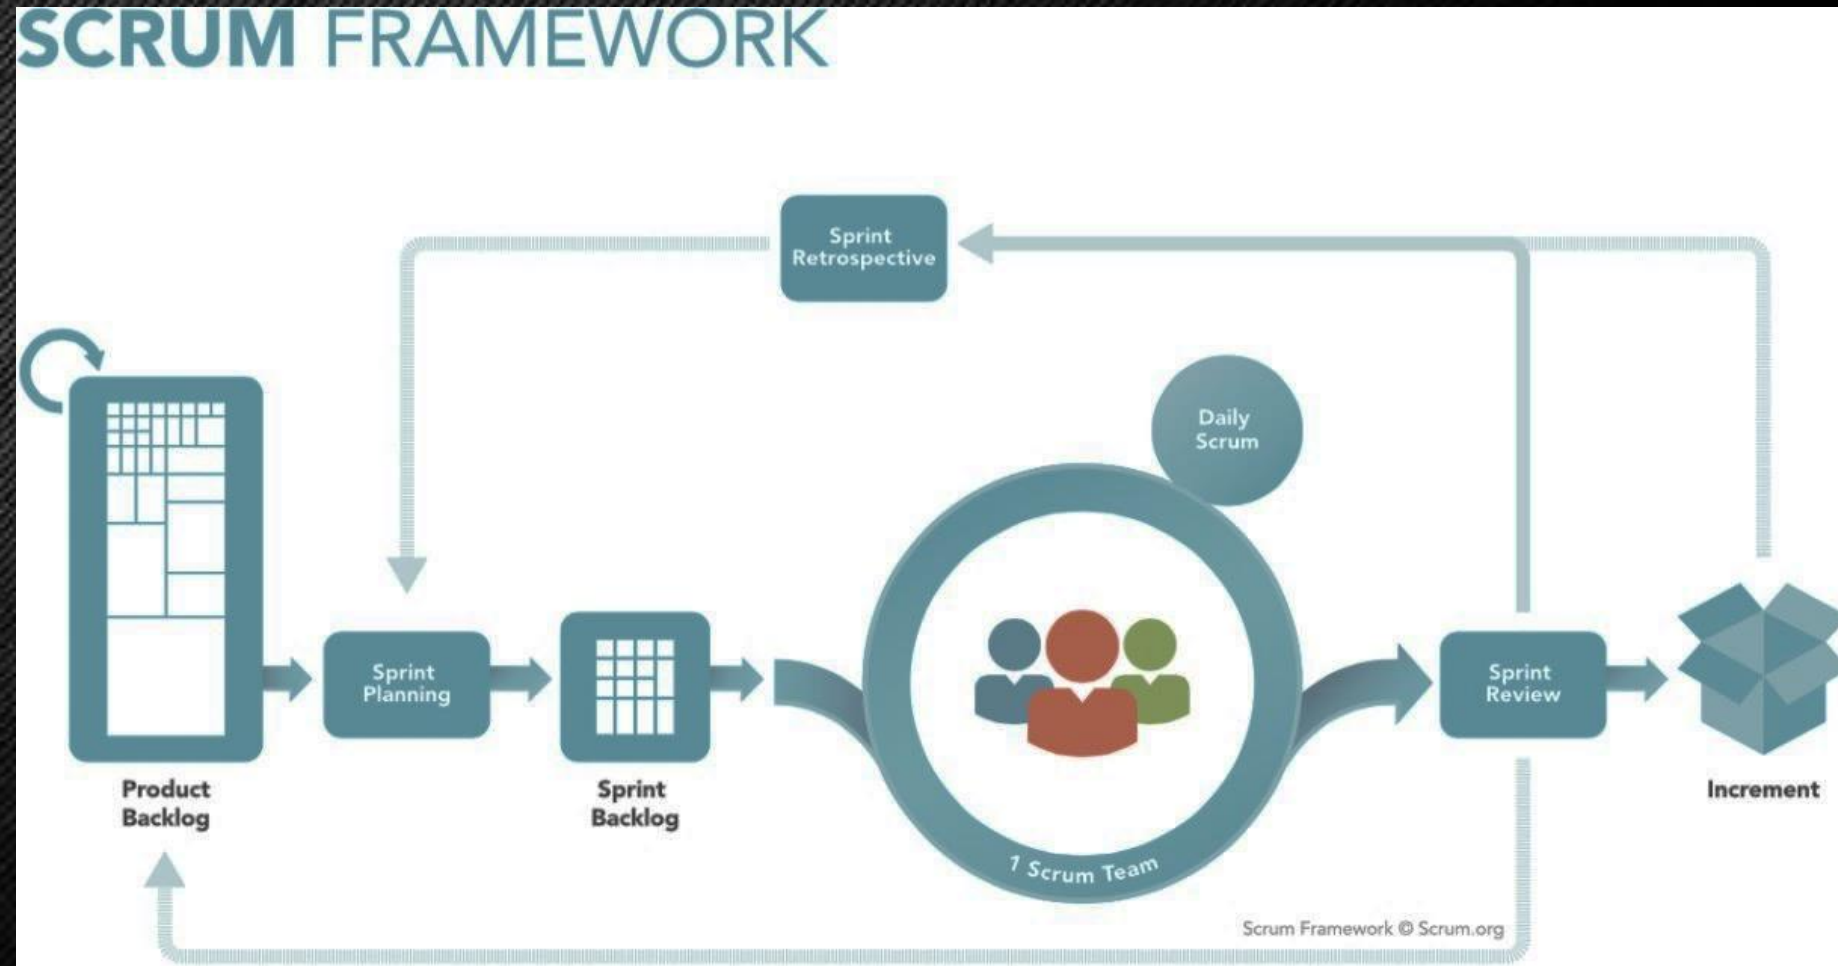 SCRUM FRAMEWORK
Sprint
Retrospective
Daily
Scrum
Sprint
Planning
Sprint
Review
Product
Backlog
Sprint
Backlog
Increment
1 Scrum Team
Scrum Framework © Scrum.org